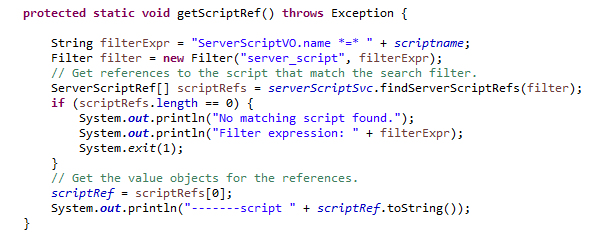 protected static void getScriptRef() throws Exception {
String filterExpr = "ServerScriptVO.name *=* " + scriptname;
Filter filter = new Filter("server_script", filterExpr);
// Get references to the script that match the search filter.
ServerScriptRef[] scriptRefs = serverScriptSvc.findServerScriptRefs(filter);
if (scriptRefs.length == 0) {
System.out.println("No matching script found.");
System.out.println("Filter expression: " + filterExpr);
System.exit(1);
}
// Get the value objects for the references.
scriptRef = scriptRefs[0];
System.out.println("-------script " + scriptRef.toString());
}